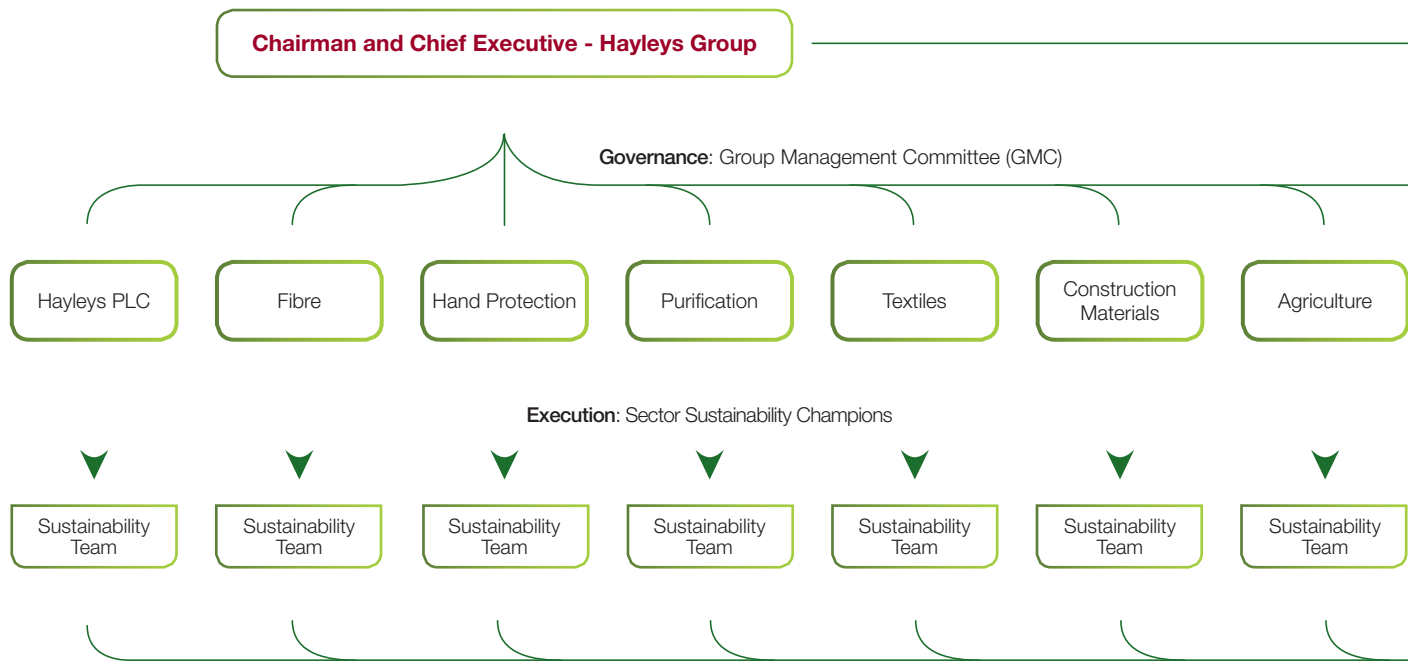 Chairman and Chief Executive - Hayleys Group
Governance: Group Management Committee (GMC)
Hayleys PLC
Fibre
Hand Protection
Purification
Textiles
Construction
Materials
Agriculture
Execution: Sector Sustainability Champions
Sustainability
Team
Sustainability
Team
Sustainability
Team
Sustainability
Team
Sustainability
Team
Sustainability
Team
Sustainability
Team